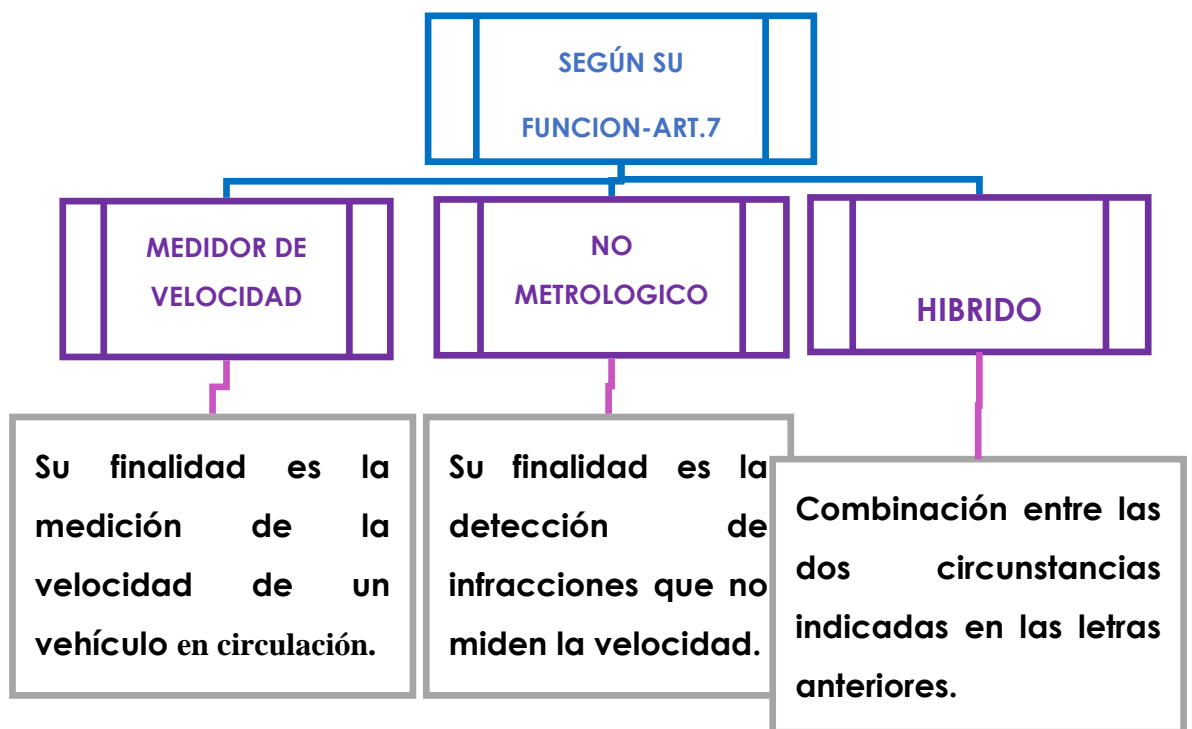 SEGÚN SU
FUNCION-ART.7
MEDIDOR DE
VELOCIDAD
NO
METROLOGICO
HIBRIDO
Su finalidad es la
medición de la
velocidad de un
vehículo en circulación.
Su finalidad es la
detección de
infracciones que no
miden la velocidad.
Combinación entre las
dos circunstancias
indicadas en las letras
anteriores.